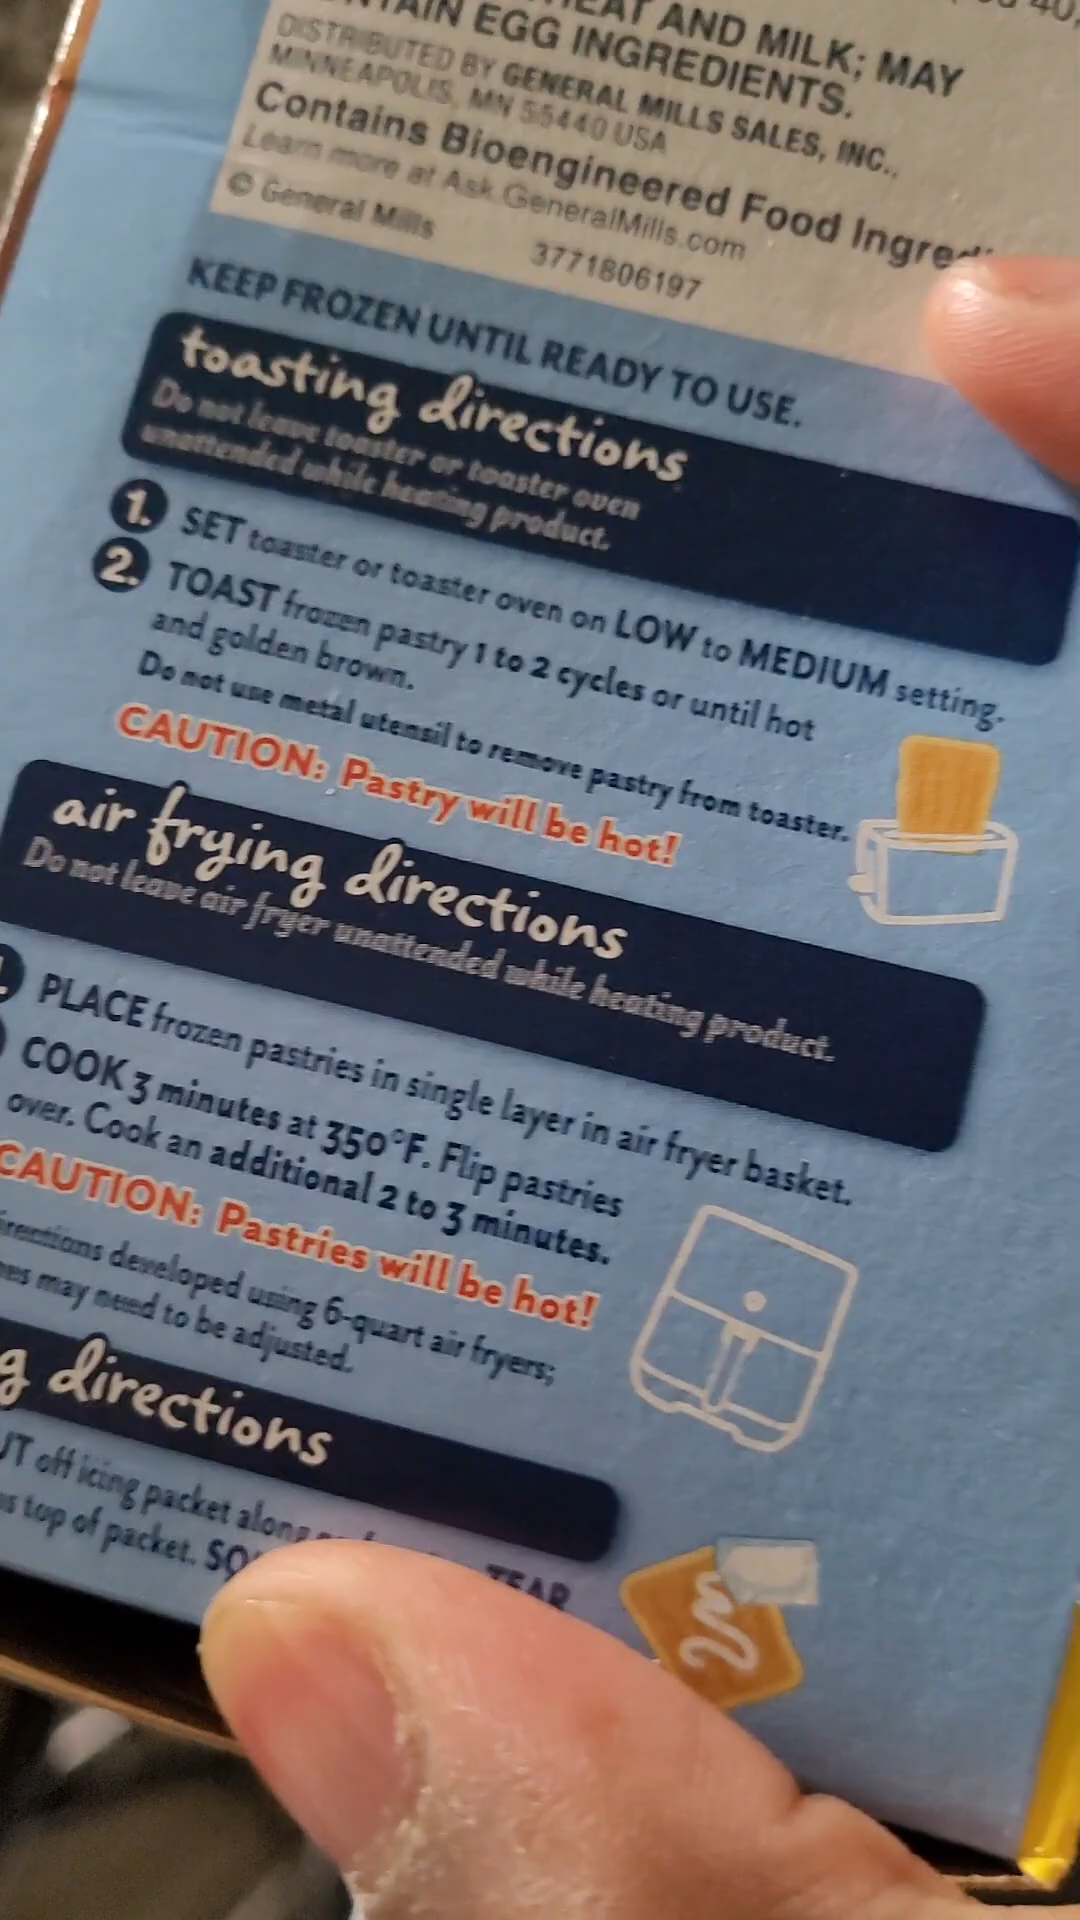 HEAT AND MILK; MAY
EGG INGREDIENTS.
DISTRIBUTED BY GENERAL MILLS SALES, INC.,
MINNEAPOLIS, MN 55440 USA
Contains Bioengineered Food
Learn more at Ask.GeneralMills.com
© General Mills 3771806197
KEEP FROZEN UNTIL READY TO USE.
toasting directions
Do not leave toaster or toaster oven
unattended while heating product.
1. SET toaster or toaster oven on LOW to MEDIUM setting.
2. TOAST frozen pastry 1 to 2 cycles or until hot
and golden brown.
Do not use metal utensil to remove pastry from toaster.
CAUTION: Pastry will be hot!
air frying directions
Do not leave air fryer unattended while heating product.
PLACE frozen pastries in single layer in air fryer basket.
COOK 3 minutes at 350°F. Flip pastries
over. Cook an additional 2 to 3 minutes.
CAUTION: Pastries will be hot!
developed using 6-quart air fryers;
may need to be adjusted.
directions
off icing packet along
top of packet. TEAR